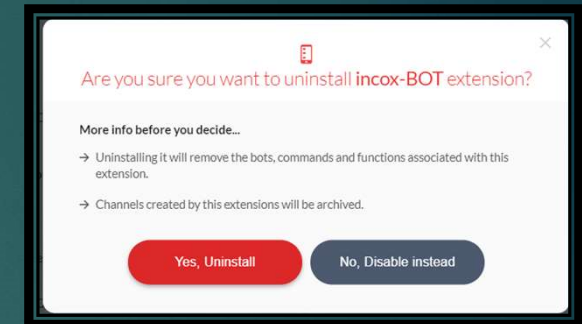 Are you sure you want to uninstall incox-BOT extension?
More info before you decide...
→ Uninstalling it will remove the bots, commands and functions associated with this
extension.
→ Channels created by this extensions will be archived.
Yes, Uninstall
No, Disable instead